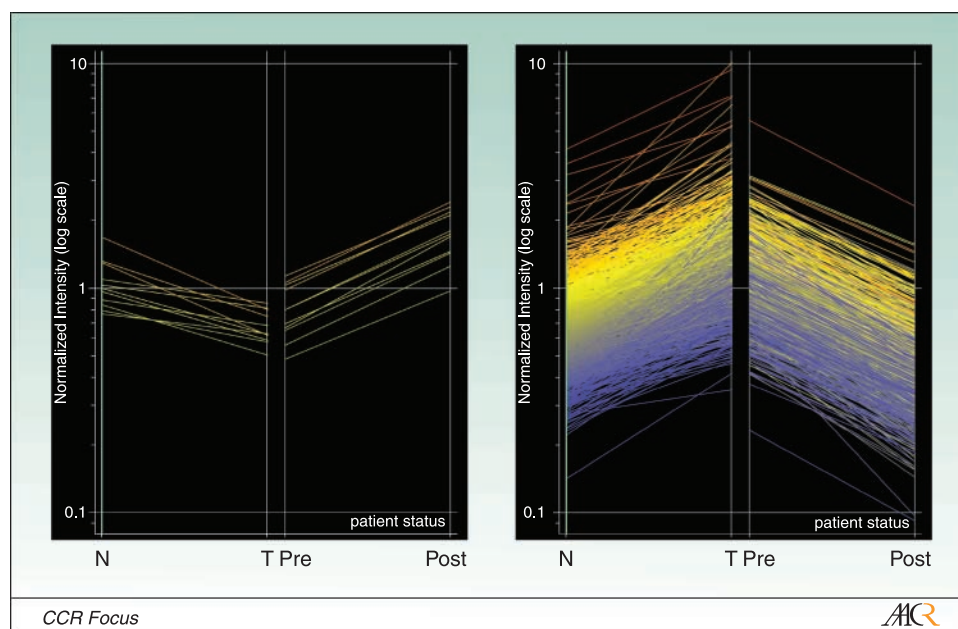 10
1
0.1
Normalized Intensity (log scale)
patient status
N
T Pre
Post
10
1
0.1
Normalized Intensity (log scale)
patient status
N
T Pre
Post
CCR Focus
AACR